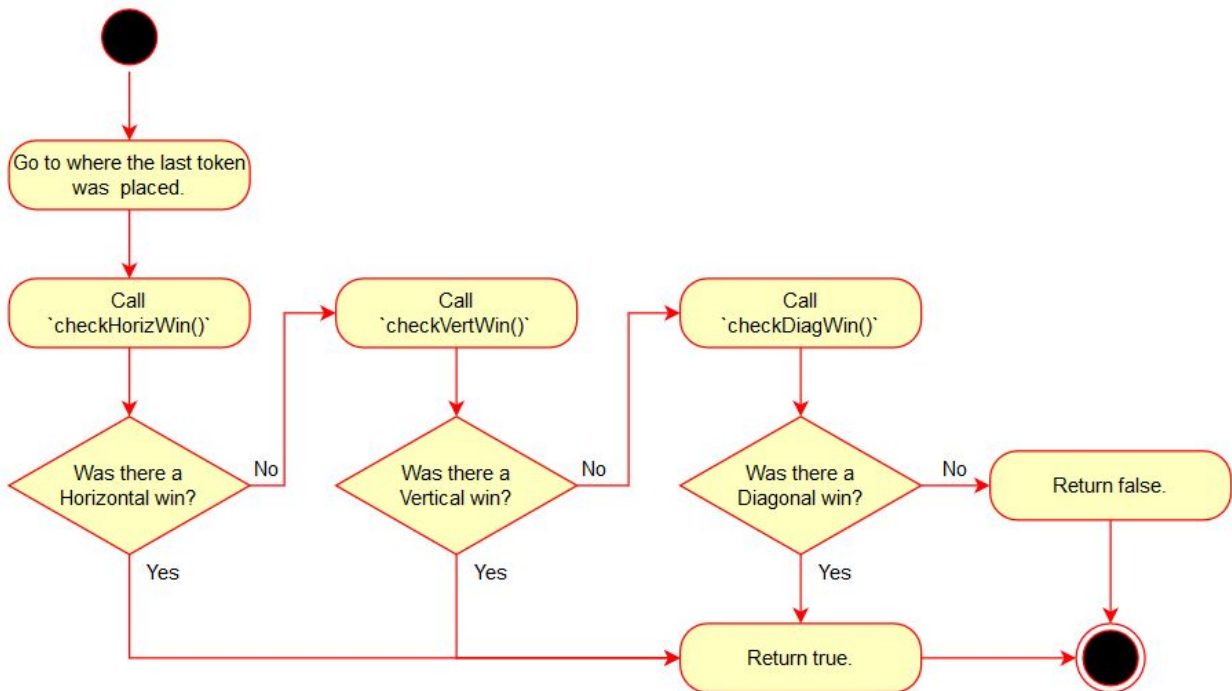 Go to where the last token
was  placed.
Call
`checkHorizWin()`
Call
`checkVertWin()`
Call
`checkDiagWin()`
Was there a
Horizontal win?
No
Was there a
Vertical win?
No
Was there a
Diagonal win?
No
Return false.
Yes
Yes
Yes
Return true.